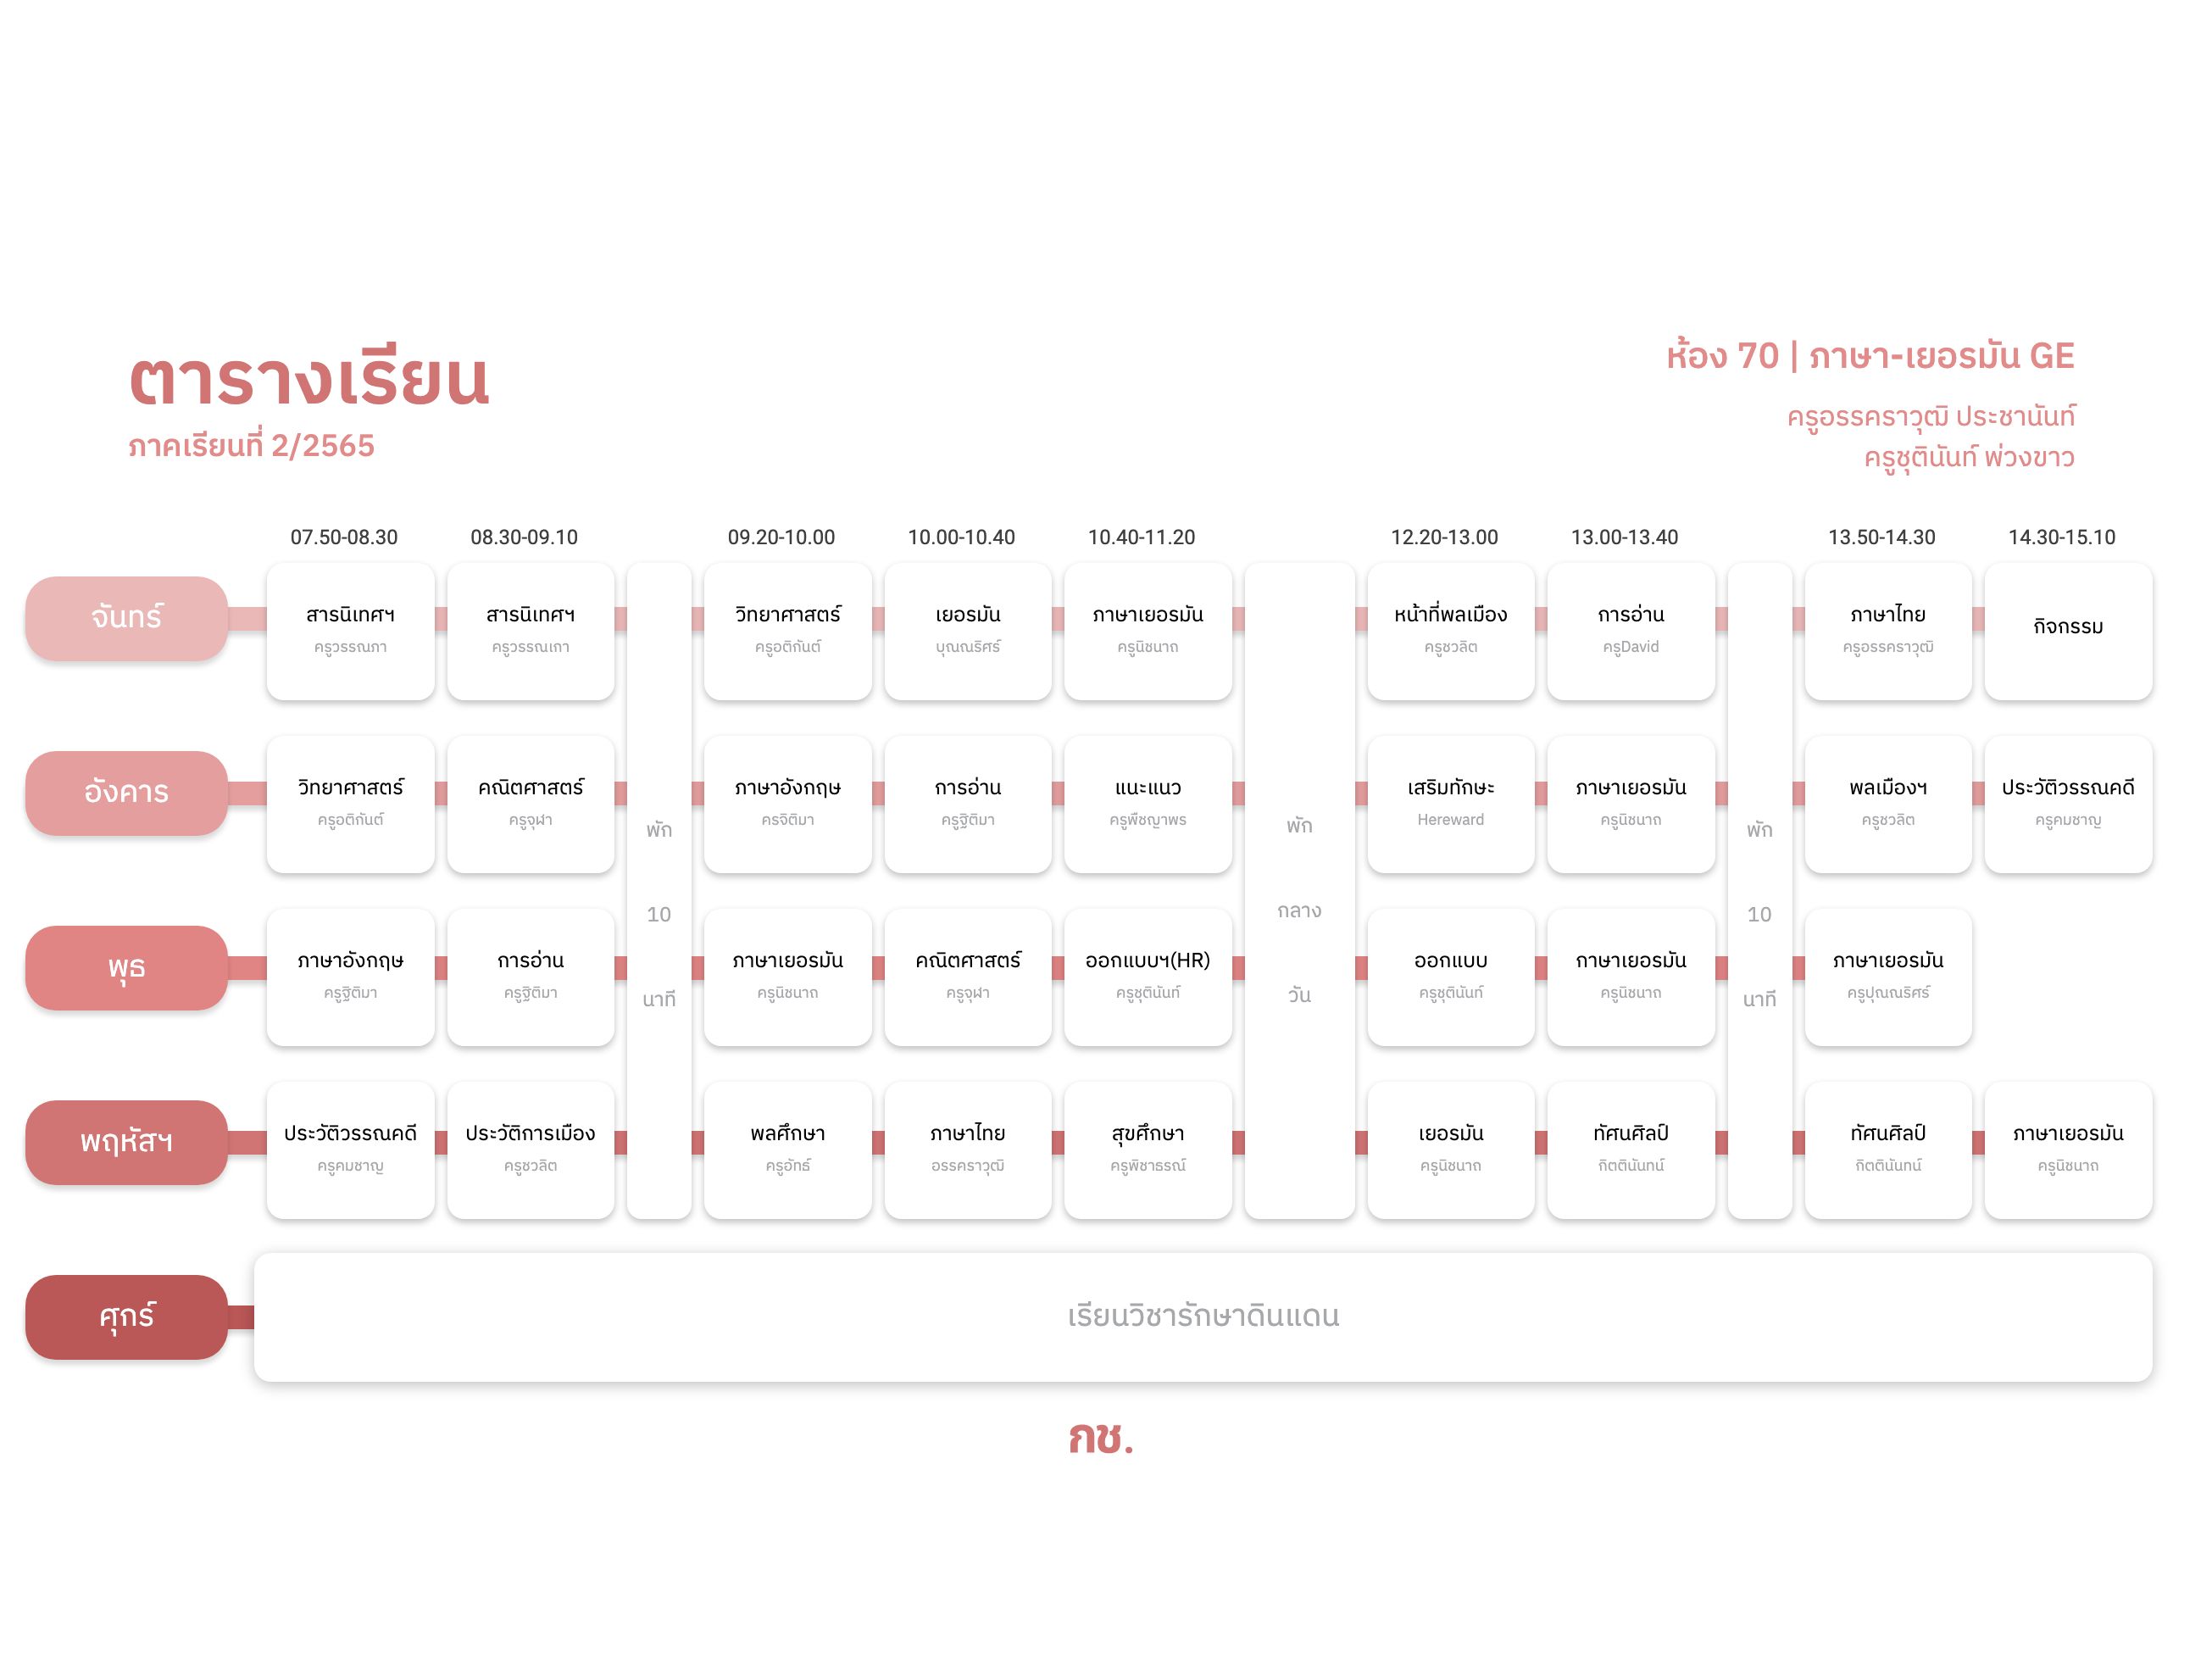 ตารางเรียน
ภาคเรียนที่ 2/2565
ห้อง 70 | ภาษา-เยอรมัน GE
ครูอรรคราวุฒิ ประชานันท์
ครูชุตินันท์ พ่วงขาว
07.50-08.30 08.30-09.10 09.20-10.00 10.00-10.40 10.40-11.20 12.20-13.00 13.00-13.40 13.50-14.30 14.30-15.10
จันทร์
สารนิเทศฯ สารนิเทศฯ วิทยาศาสตร์ เยอรมัน ภาษาเยอรมัน หน้าที่พลเมือง การอ่าน ภาษาไทย กิจกรรม
ครูวรรณภา ครูวรรณเกา ครูอติกันต์ บุณณริศร์ ครูนิชนาถ ครูชวลิต ครูDavid ครูอรรคราวุฒิ
อังคาร
วิทยาศาสตร์ คณิตศาสตร์ ภาษาอังกฤษ การอ่าน แนะแนว เสริมทักษะ ภาษาเยอรมัน พลเมืองฯ ประวัติวรรณคดี
ครูอติกันต์ ครูจุฬา ครจิติมา ครูฐิติมา ครูพืชญาพร Hereward ครูนิชนาถ ครูชวลิต ครูคมชาญ
พัก
10
นาที
พัก
กลาง
วัน
พัก
10
นาที
พุธ
ภาษาอังกฤษ การอ่าน ภาษาเยอรมัน คณิตศาสตร์ ออกแบบฯ(HR) ออกแบบ ภาษาเยอรมัน ภาษาเยอรมัน
ครูฐิติมา ครูฐิติมา ครูนิชนาถ ครูจุฬา ครูชุตินันท์ ครูชุตินันท์ ครูนิชนาถ ครูปุณณริศร์
พฤหัสฯ
ประวัติวรรณคดี ประวัติการเมือง พลศึกษา ภาษาไทย สุขศึกษา เยอรมัน ทัศนศิลป์ ทัศนศิลป์ ภาษาเยอรมัน
ครูคมชาญ ครูชวลิต ครูอัทธ์ อรรคราวุฒิ ครูพิชาธรณ์ ครูนิชนาถ กิตตินันทน์ กิตตินันทน์ ครูนิชนาถ
ศุกร์
เรียนวิชารักษาดินแดน
กช.